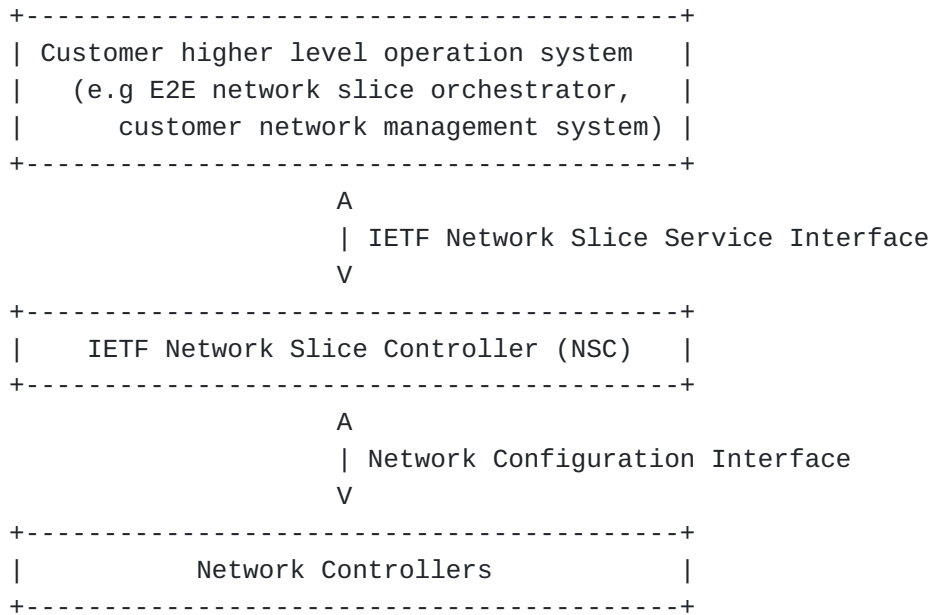 +------------------------------------------+
| Customer higher level operation system   |
|   (e.g E2E network slice orchestrator,   |
|      customer network management system) |
+------------------------------------------+
                     A
                     | IETF Network Slice Service Interface
                     V
+------------------------------------------+
|    IETF Network Slice Controller (NSC)   |
+------------------------------------------+
                     A
                     | Network Configuration Interface
                     V
+------------------------------------------+
|           Network Controllers            |
+------------------------------------------+